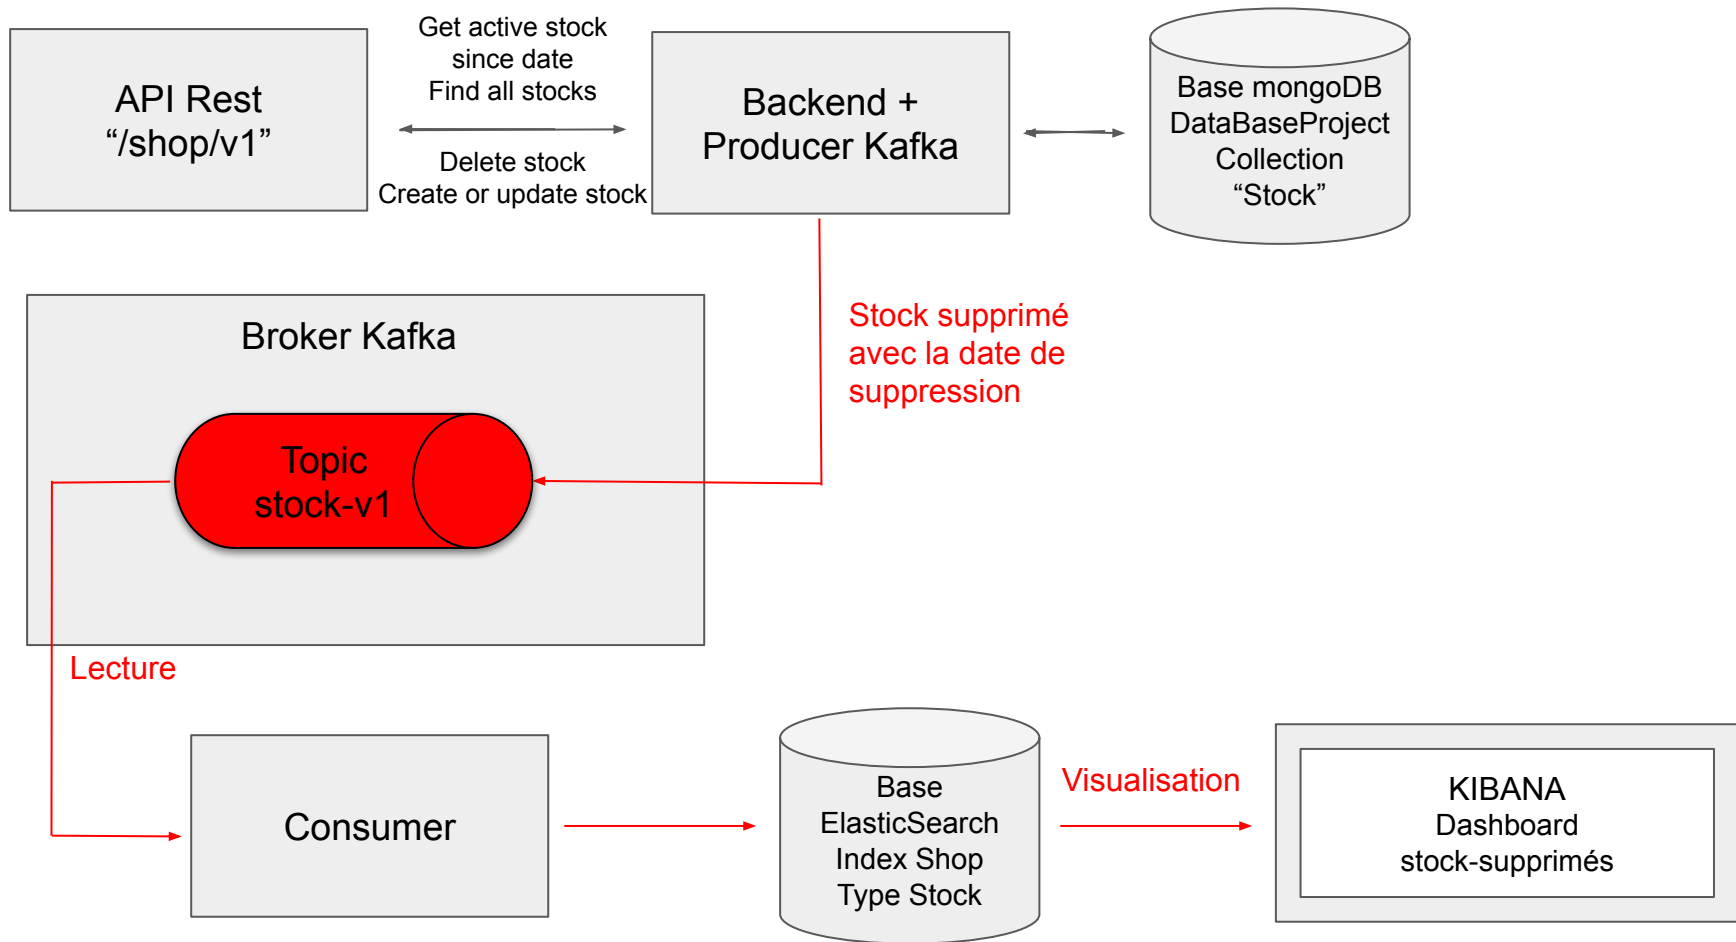 API Rest
“/shop/v1”
Get active stock
since date
Find all stocks
Delete stock
Create or update stock
Backend +
Producer Kafka
Base mongoDB
DataBaseProject
Collection
“Stock”
Broker Kafka
Topic
stock-v1
Stock supprimé
avec la date de
suppression
Lecture
Consumer
Base
ElasticSearch
Index Shop
Type Stock
Visualisation
KIBANA
Dashboard
stock-supprimés